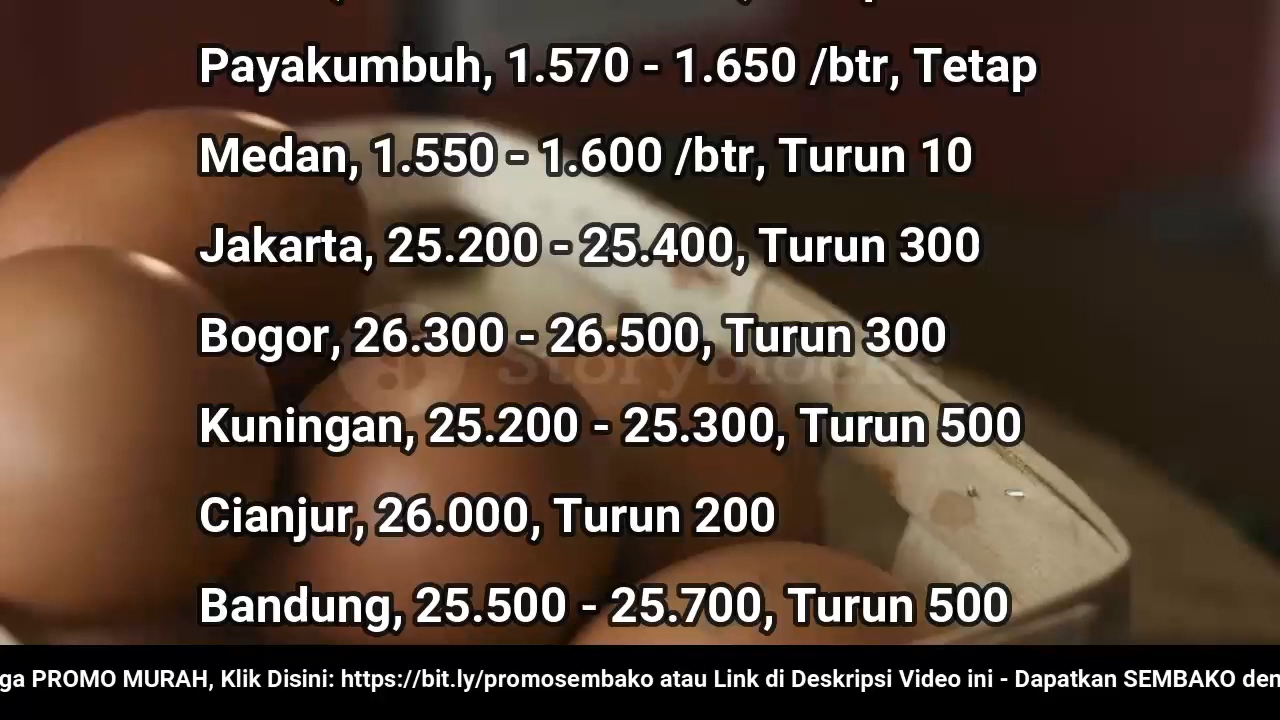 Payakumbuh, 1.570 - 1.650 /btr, Tetap
Medan, 1.550 - 1.600 /btr, Turun 10
Jakarta, 25.200 - 25.400, Turun 300
Bogor, 26.300 - 26.500, Turun 300
Storyblocks
Kuningan, 25.200 - 25.300, Turun 500
Cianjur, 26.000, Turun 200
Bandung, 25.500 - 25.700, Turun 500
ga PROMO MURAH, Klik Disini: https://bit.ly/promosembako atau Link di Deskripsi Video ini - Dapatkan SEMBAKO den